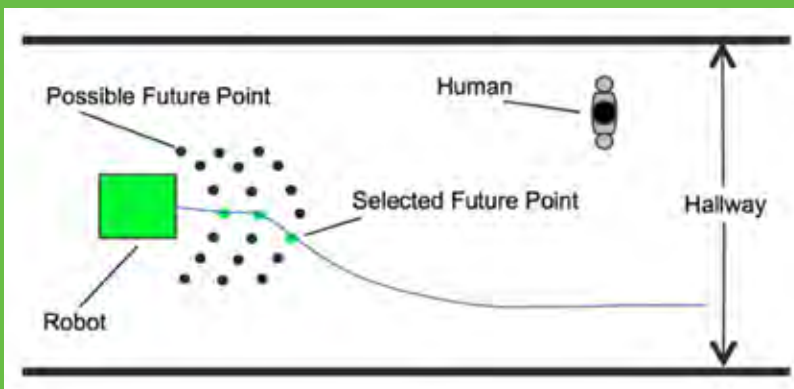 Human
Possible Future Point
Selected Future Point
Hallway
Robot